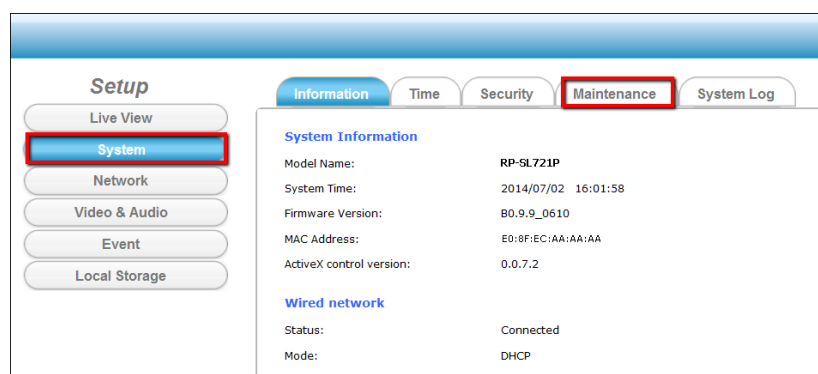 Setup
Live View
System
Network
Video & Audio
Event
Local Storage
Information Time Security Maintenance System Log
System Information
Model Name: RP-SL721P
System Time: 2014/07/02 16:01:58
Firmware Version: B0.9.9_0610
MAC Address: E0:8F:EC:AA:AA:AA
ActiveX control version: 0.0.7.2
Wired network
Status: Connected
Mode: DHCP